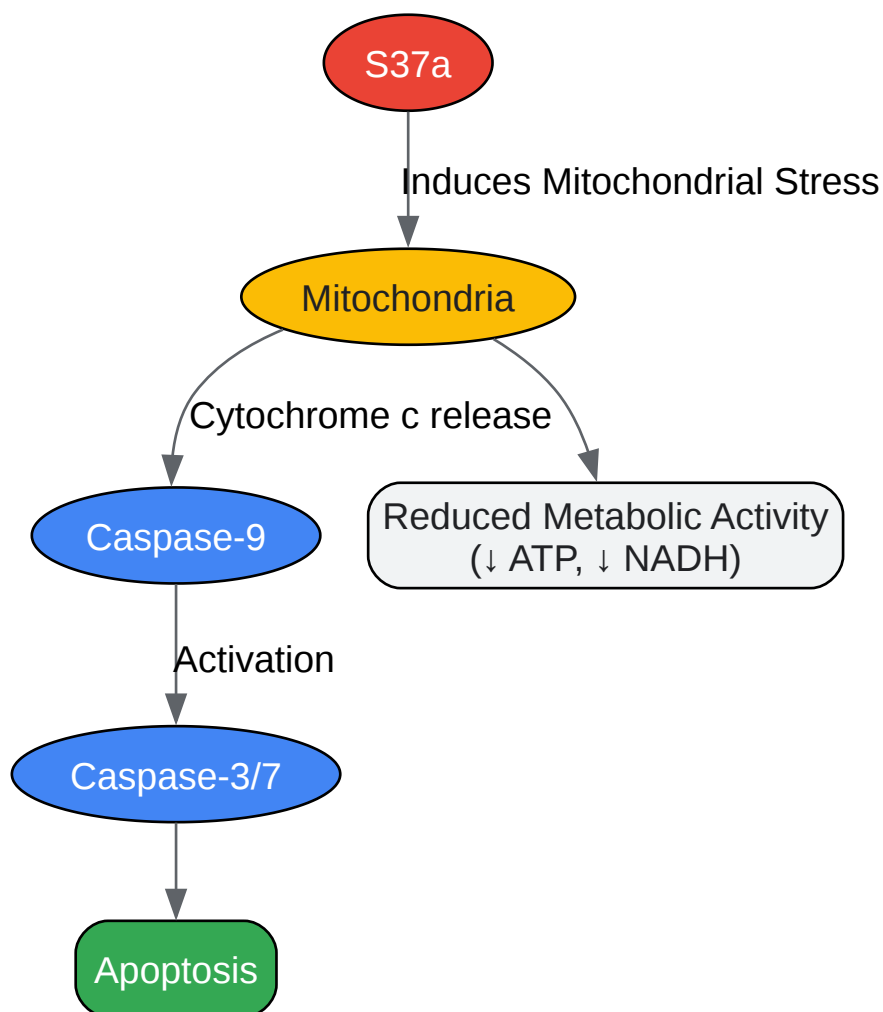 S37a
Induces Mitochondrial Stress
Mitochondria
Cytochrome c release
Caspase-9
Reduced Metabolic Activity
(↓ ATP, ↓ NADH)
Activation
Caspase-3/7
Apoptosis